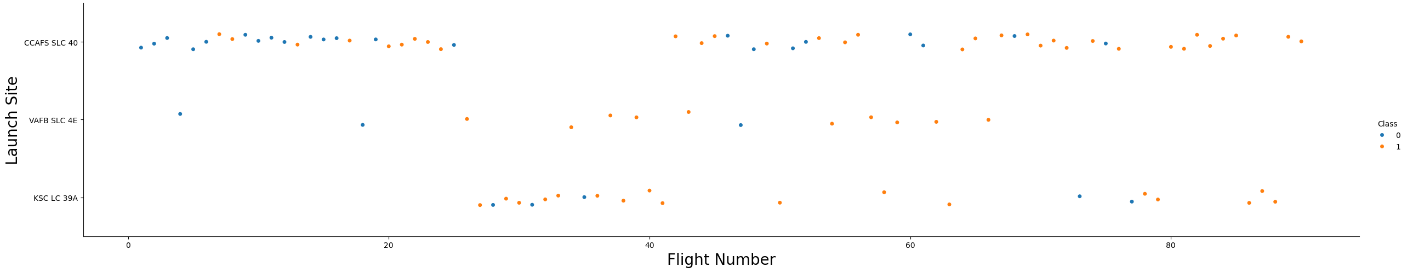 CCAFS SLC 40
VAFB SLC 4E
KSC LC 39A
Launch Site
0 20 40 60 80
Flight Number
Class
0
1